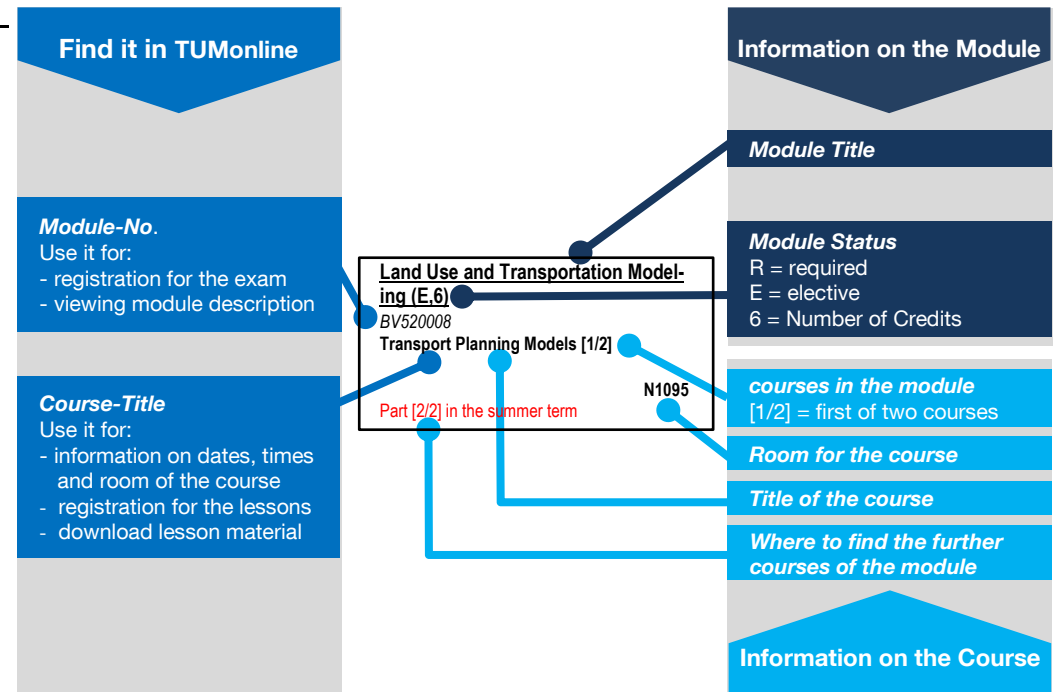 Find it in TUMonline
Module-No.
Use it for:
- registration for the exam
- viewing module description
Course-Title
Use it for:
- information on dates, times
and room of the course
- registration for the lessons
- download lesson material
Land Use and Transportation Model-
ing (E,6)
BV520008
Transport Planning Models [1/2]
N1095
Part [2/2] in the summer term
Information on the Module
Module Title
Module Status
R = required
E = elective
6 = Number of Credits
courses in the module
[1/2] = first of two courses
Room for the course
Title of the course
Where to find the further
courses of the module
Information on the Course